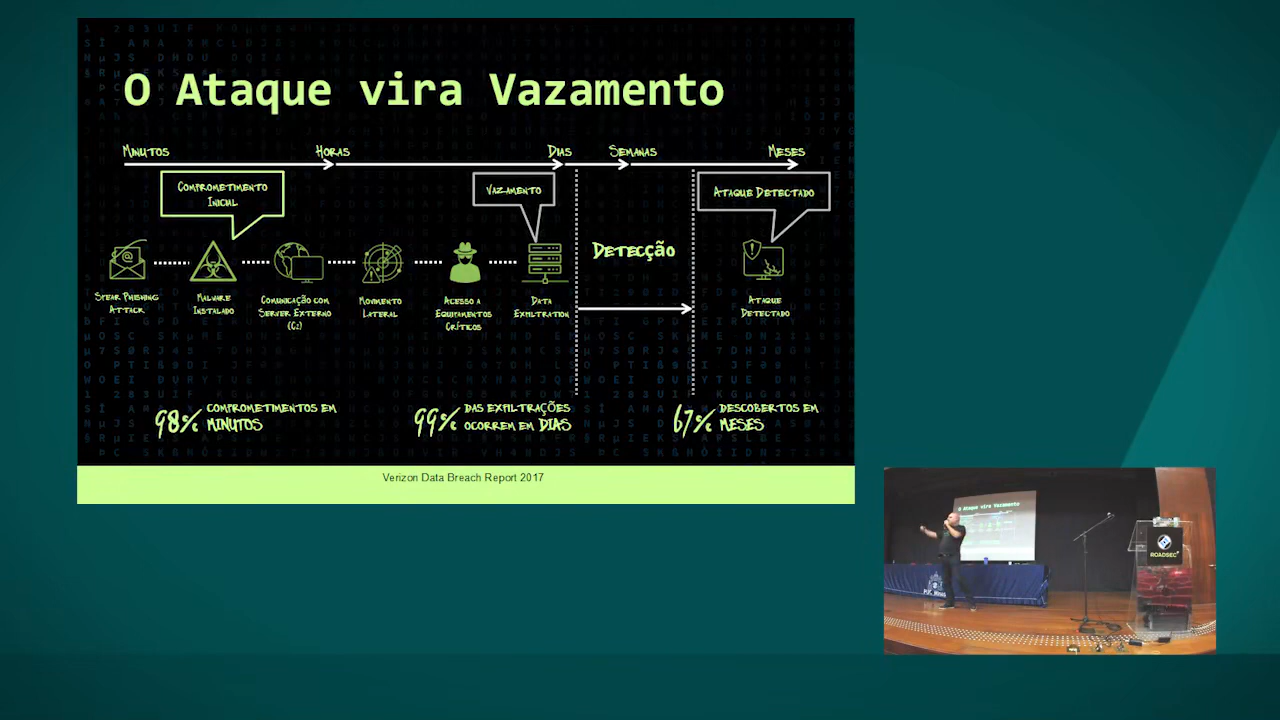 O Ataque vira Vazamento
Minutos
Horas
Dias
Semanas
Meses
Comprometimento
Inicial
Vazamento
Ataque Detectado
Detecção
Spear Phishing
Attack
Malware
Instalado
Comunicação com
Server Externo
(C2)
Movimento
Lateral
Acesso a
Equipamentos
Críticos
Data
Exfiltration
Ataque
Detectado
98% comprometimentos em
minutos
99% das exfiltrações
ocorrem em dias
67% descobertos em
meses
Verizon Data Breach Report 2017
O Ataque vira Vazamento
ROADSEC
PUC Minas